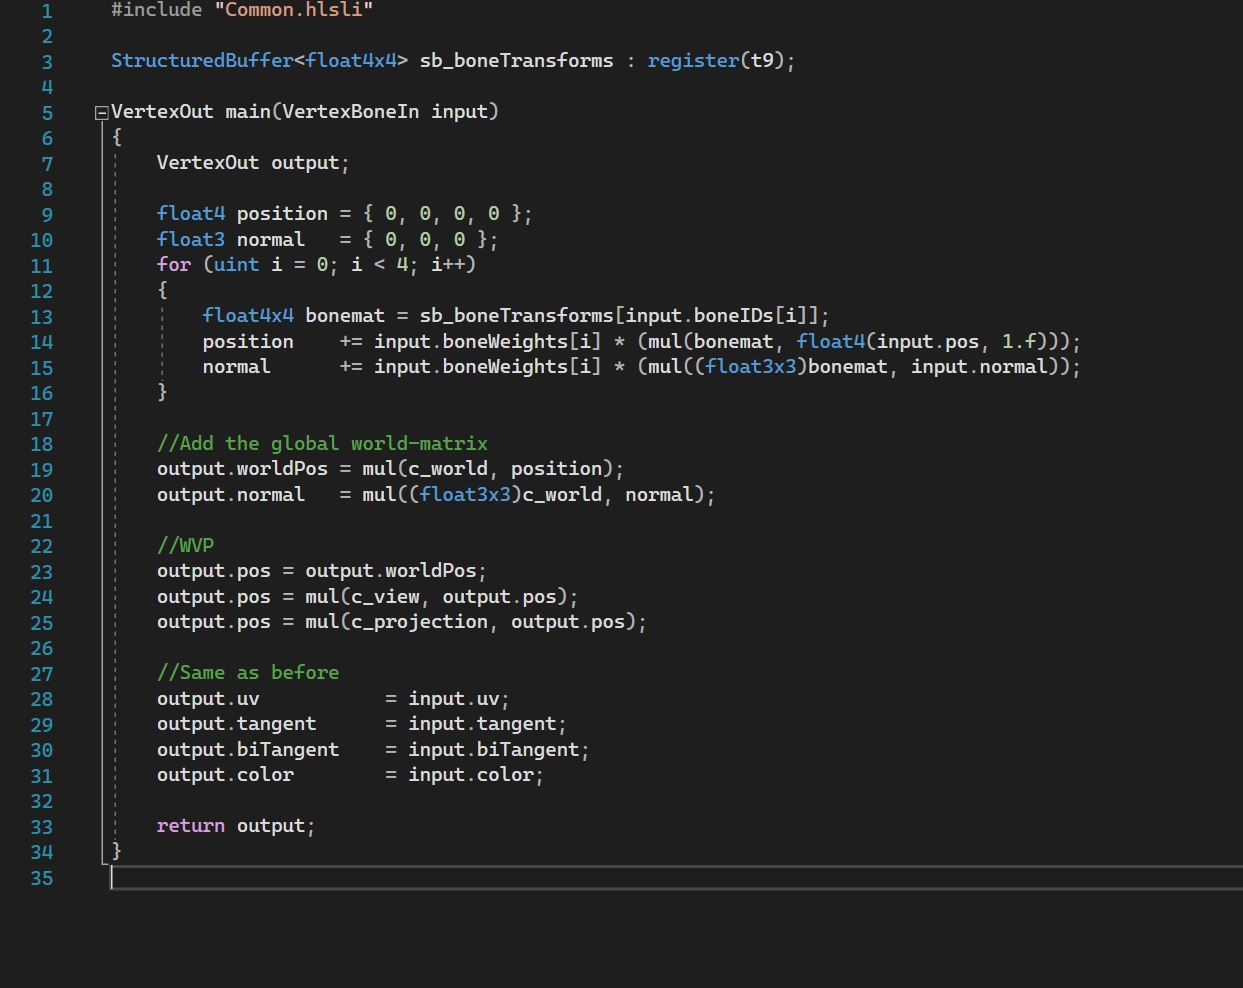 1 #include "Common.hlsli"
2
3 StructuredBuffer<float4x4> sb_boneTransforms : register(t9);
4
5 VertexOut main(VertexBoneIn input)
6 {
7     VertexOut output;
8
9     float4 position = { 0, 0, 0, 0 };
10     float3 normal   = { 0, 0, 0 };
11     for (uint i = 0; i < 4; i++)
12     {
13         float4x4 bonemat = sb_boneTransforms[input.boneIDs[i]];
14         position    += input.boneWeights[i] * (mul(bonemat, float4(input.pos, 1.f)));
15         normal      += input.boneWeights[i] * (mul((float3x3)bonemat, input.normal));
16     }
17
18     //Add the global world-matrix
19     output.worldPos = mul(c_world, position);
20     output.normal   = mul((float3x3)c_world, normal);
21
22     //WVP
23     output.pos = output.worldPos;
24     output.pos = mul(c_view, output.pos);
25     output.pos = mul(c_projection, output.pos);
26
27     //Same as before
28     output.uv           = input.uv;
29     output.tangent      = input.tangent;
30     output.biTangent    = input.biTangent;
31     output.color        = input.color;
32
33     return output;
34 }
35